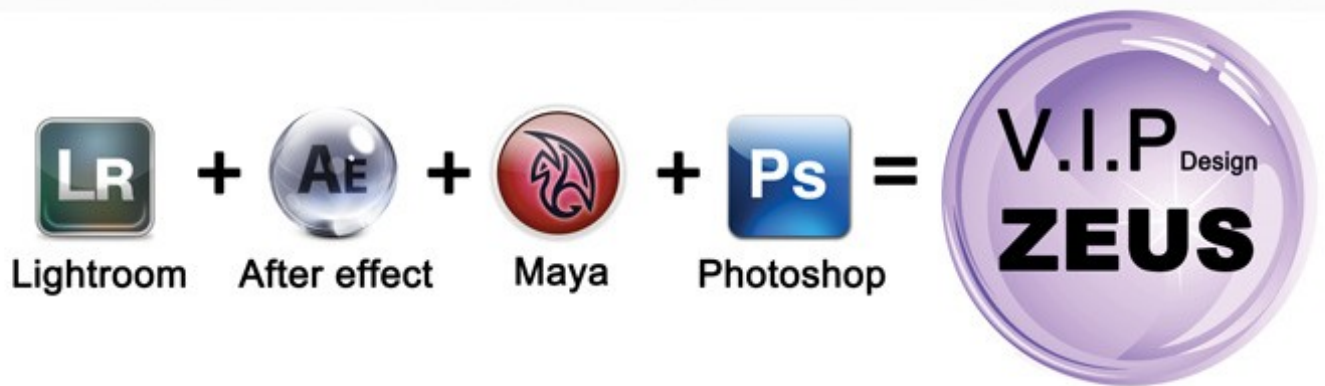 LR + AE + + Ps =
Lightroom After effect Maya Photoshop
V.I.P Design
ZEUS